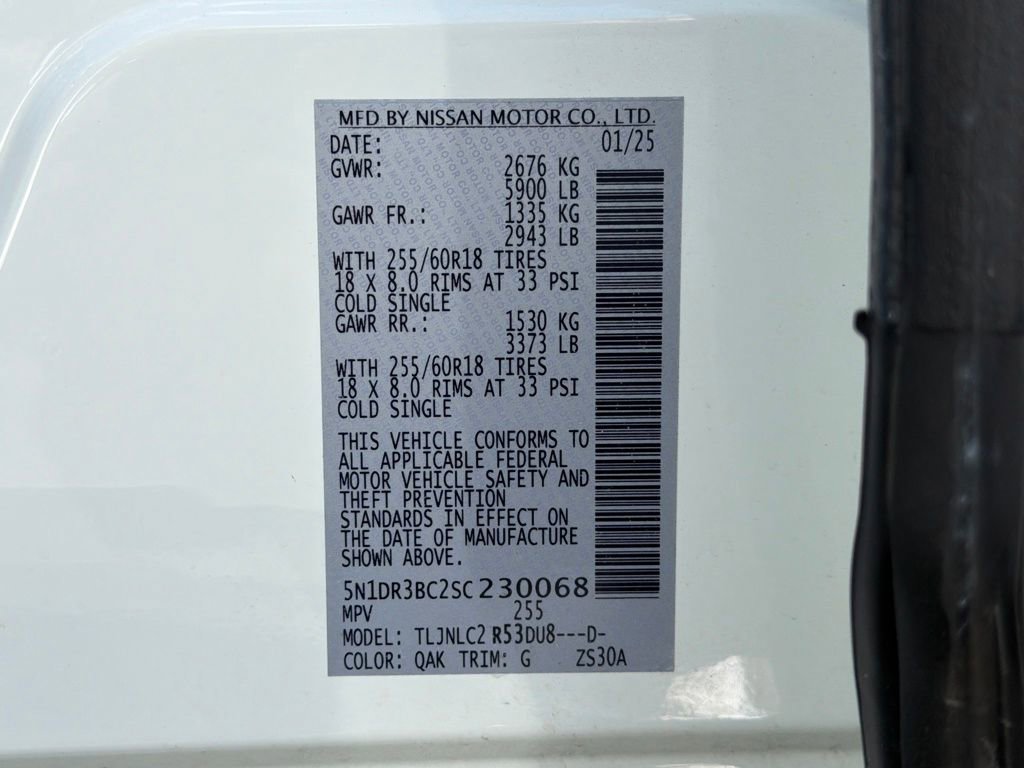 MFD BY NISSAN MOTOR CO., LTD.
DATE: 01/25
GVWR: 2676 KG
5900 LB
GAWR FR.: 1335 KG
2943 LB
WITH 255/60R18 TIRES
18 X 8.0 RIMS AT 33 PSI
COLD SINGLE
GAWR RR.: 1530 KG
3373 LB
WITH 255/60R18 TIRES
18 X 8.0 RIMS AT 33 PSI
COLD SINGLE
THIS VEHICLE CONFORMS TO
ALL APPLICABLE FEDERAL
MOTOR VEHICLE SAFETY AND
THEFT PREVENTION
STANDARDS IN EFFECT ON
THE DATE OF MANUFACTURE
SHOWN ABOVE.
5N1DR3BC2SC230068
MPV 255
MODEL: TLJNLC2 R53DU8---D-
COLOR: QAK TRIM: G ZS30A